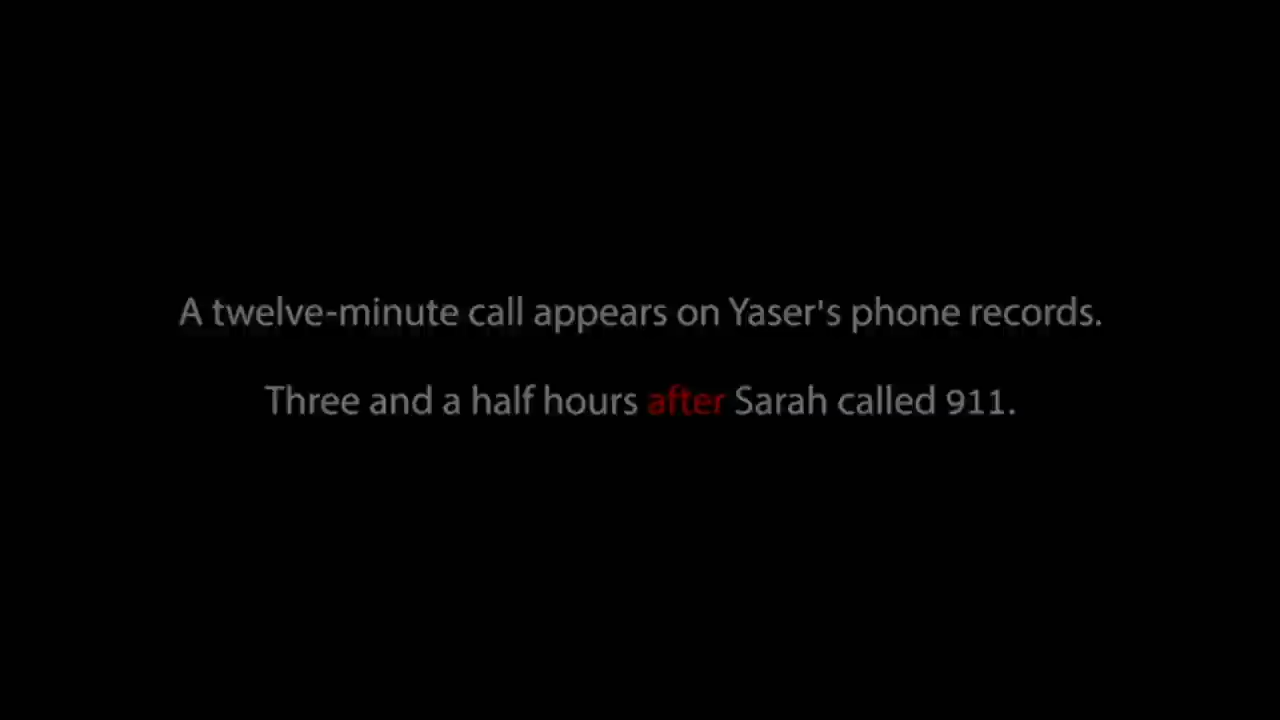 A twelve-minute call appears on Yaser's phone records.
Three and a half hours after Sarah called 911.